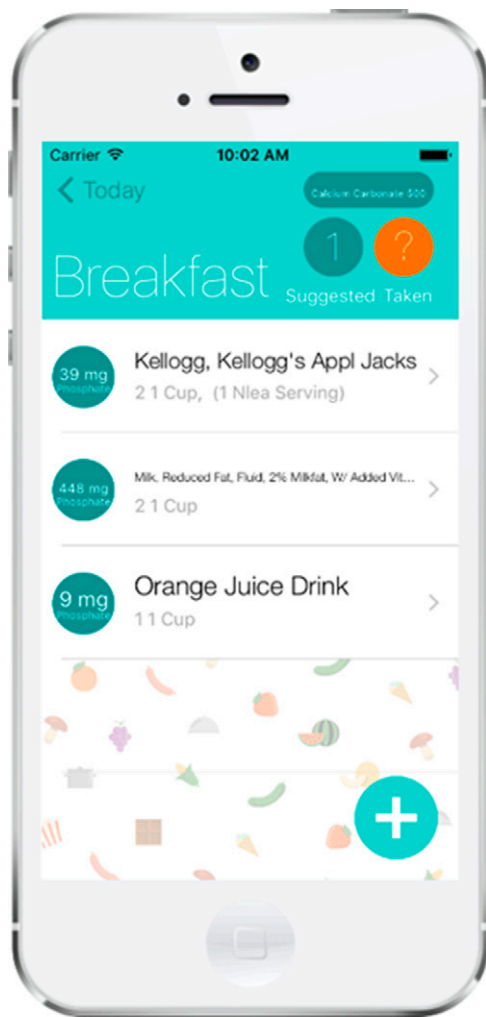 Carrier 10:02 AM
Today
Calcium Carbonate 500
1 ?
Breakfast
Suggested Taken
39 mg
Phosphate
Kellogg, Kellogg's Appl Jacks
2 1 Cup, (1 Nlea Serving)
448 mg
Phosphate
Milk, Reduced Fat, Fluid, 2% Milkfat, W/ Added Vit...
2 1 Cup
9 mg
Phosphate
Orange Juice Drink
1 1 Cup
+